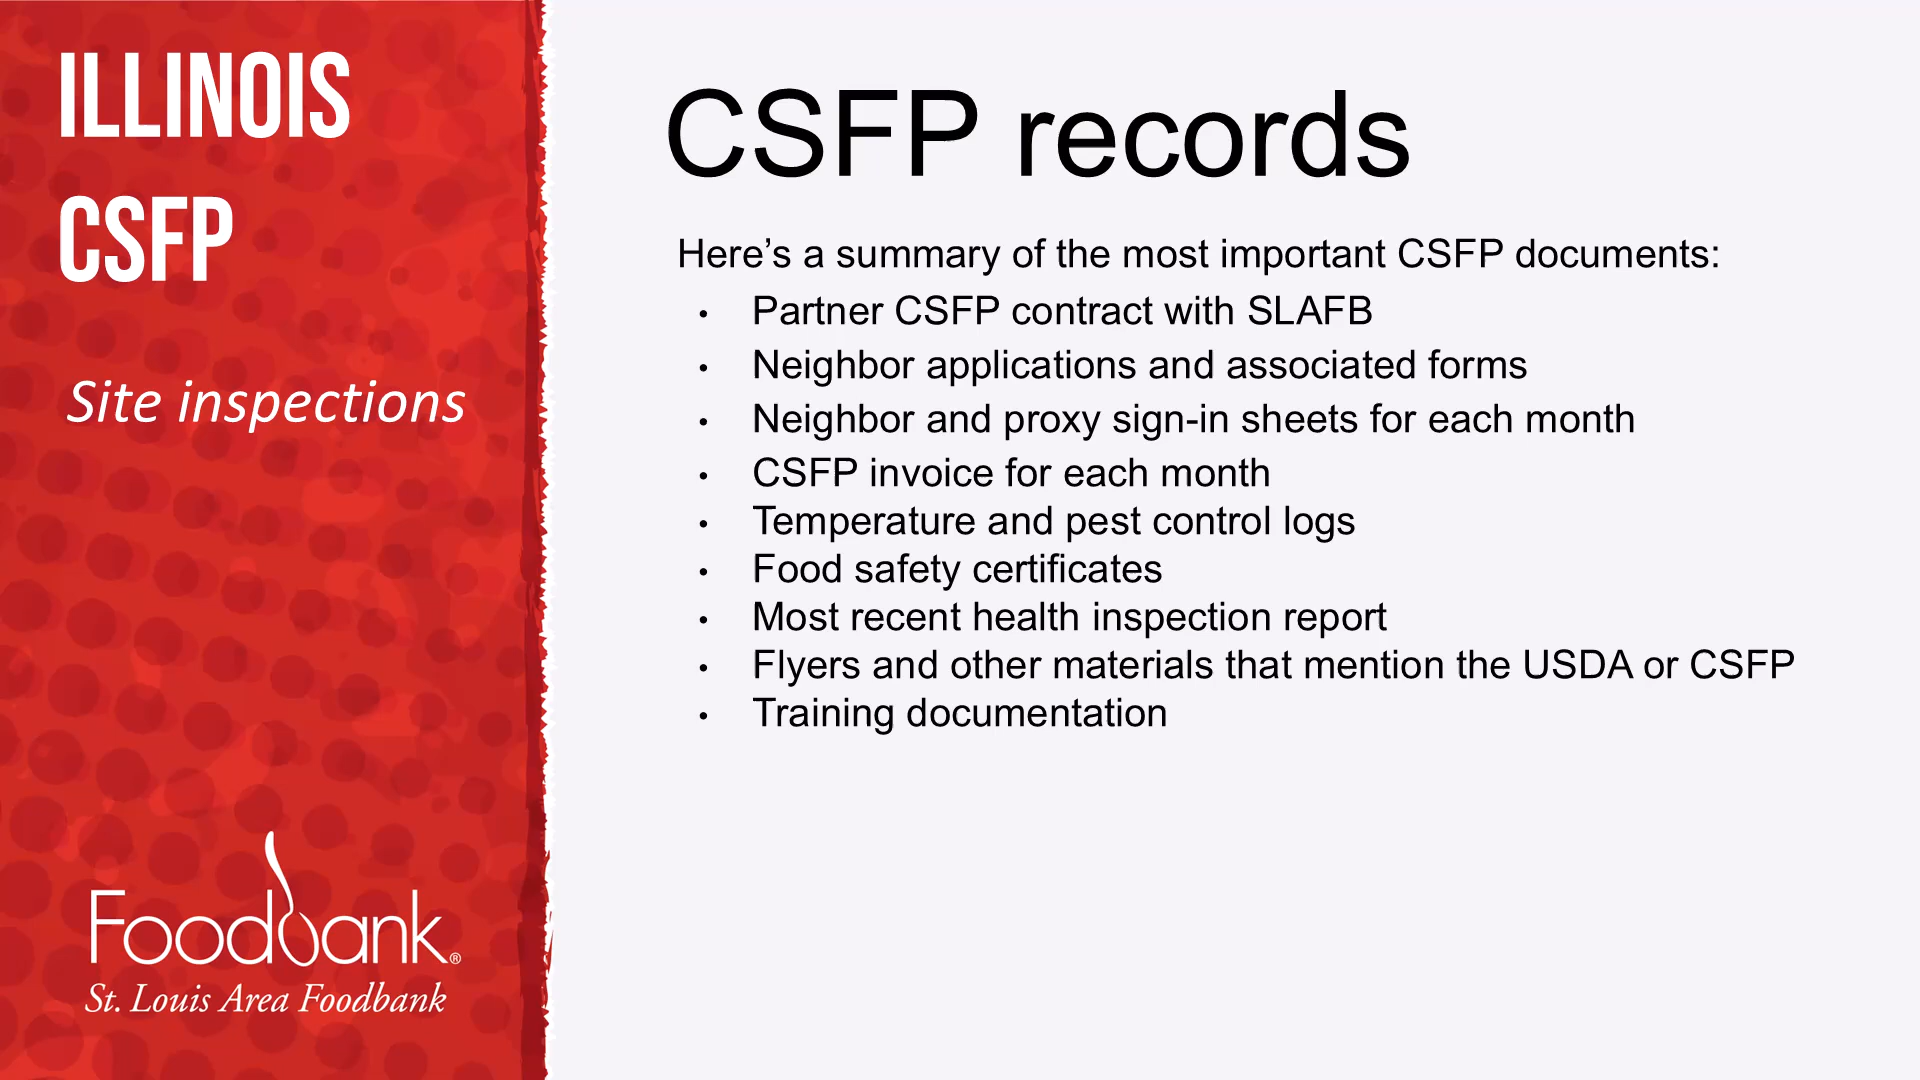 ILLINOIS
CSFP
Site inspections
Foodbank®
St. Louis Area Foodbank
CSFP records
Here’s a summary of the most important CSFP documents:
• Partner CSFP contract with SLAFB
• Neighbor applications and associated forms
• Neighbor and proxy sign-in sheets for each month
• CSFP invoice for each month
• Temperature and pest control logs
• Food safety certificates
• Most recent health inspection report
• Flyers and other materials that mention the USDA or CSFP
• Training documentation